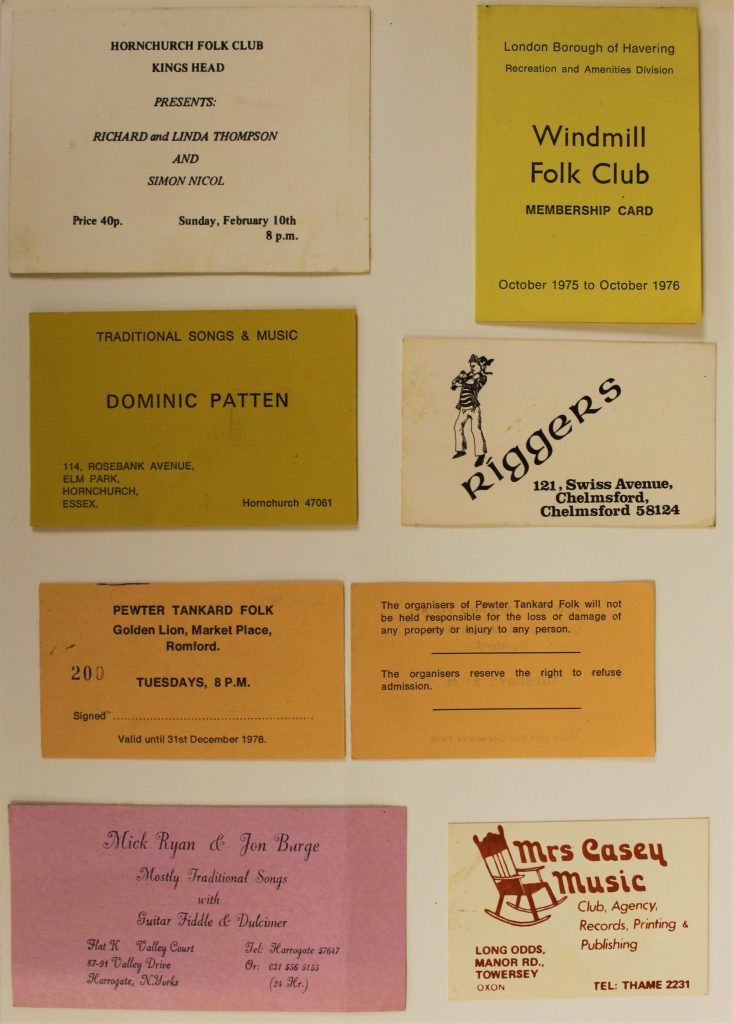 HORNCHURCH FOLK CLUB
KINGS HEAD
PRESENTS:
RICHARD and LINDA THOMPSON
AND
SIMON NICOL
Price 40p. Sunday, February 10th
8 p.m.
London Borough of Havering
Recreation and Amenities Division
Windmill
Folk Club
MEMBERSHIP CARD
October 1975 to October 1976
TRADITIONAL SONGS & MUSIC
DOMINIC PATTEN
114, ROSEBANK AVENUE,
ELM PARK,
HORNCHURCH,
ESSEX. Hornchurch 47061
Riggers
121, Swiss Avenue,
Chelmsford,
Chelmsford 58124
PEWTER TANKARD FOLK
Golden Lion, Market Place,
Romford.
200
TUESDAYS, 8 P.M.
Signed
Valid until 31st December 1978.
The organisers of Pewter Tankard Folk will not
be held responsible for the loss or damage of
any property or injury to any person.
The organisers reserve the right to refuse
admission.
Mick Ryan & Jon Burge
Mostly Traditional Songs
with
Guitar Fiddle & Dulcimer
Flat K Valley Court Tel: Harrogate 57647
87-91 Valley Drive Or: 031 556 5155
Harrogate, N.Yorks (24 Hr.)
Mrs Casey
Music
Club, Agency,
Records, Printing &
Publishing
LONG ODDS,
MANOR RD.,
TOWERSEY
OXON TEL: THAME 2231